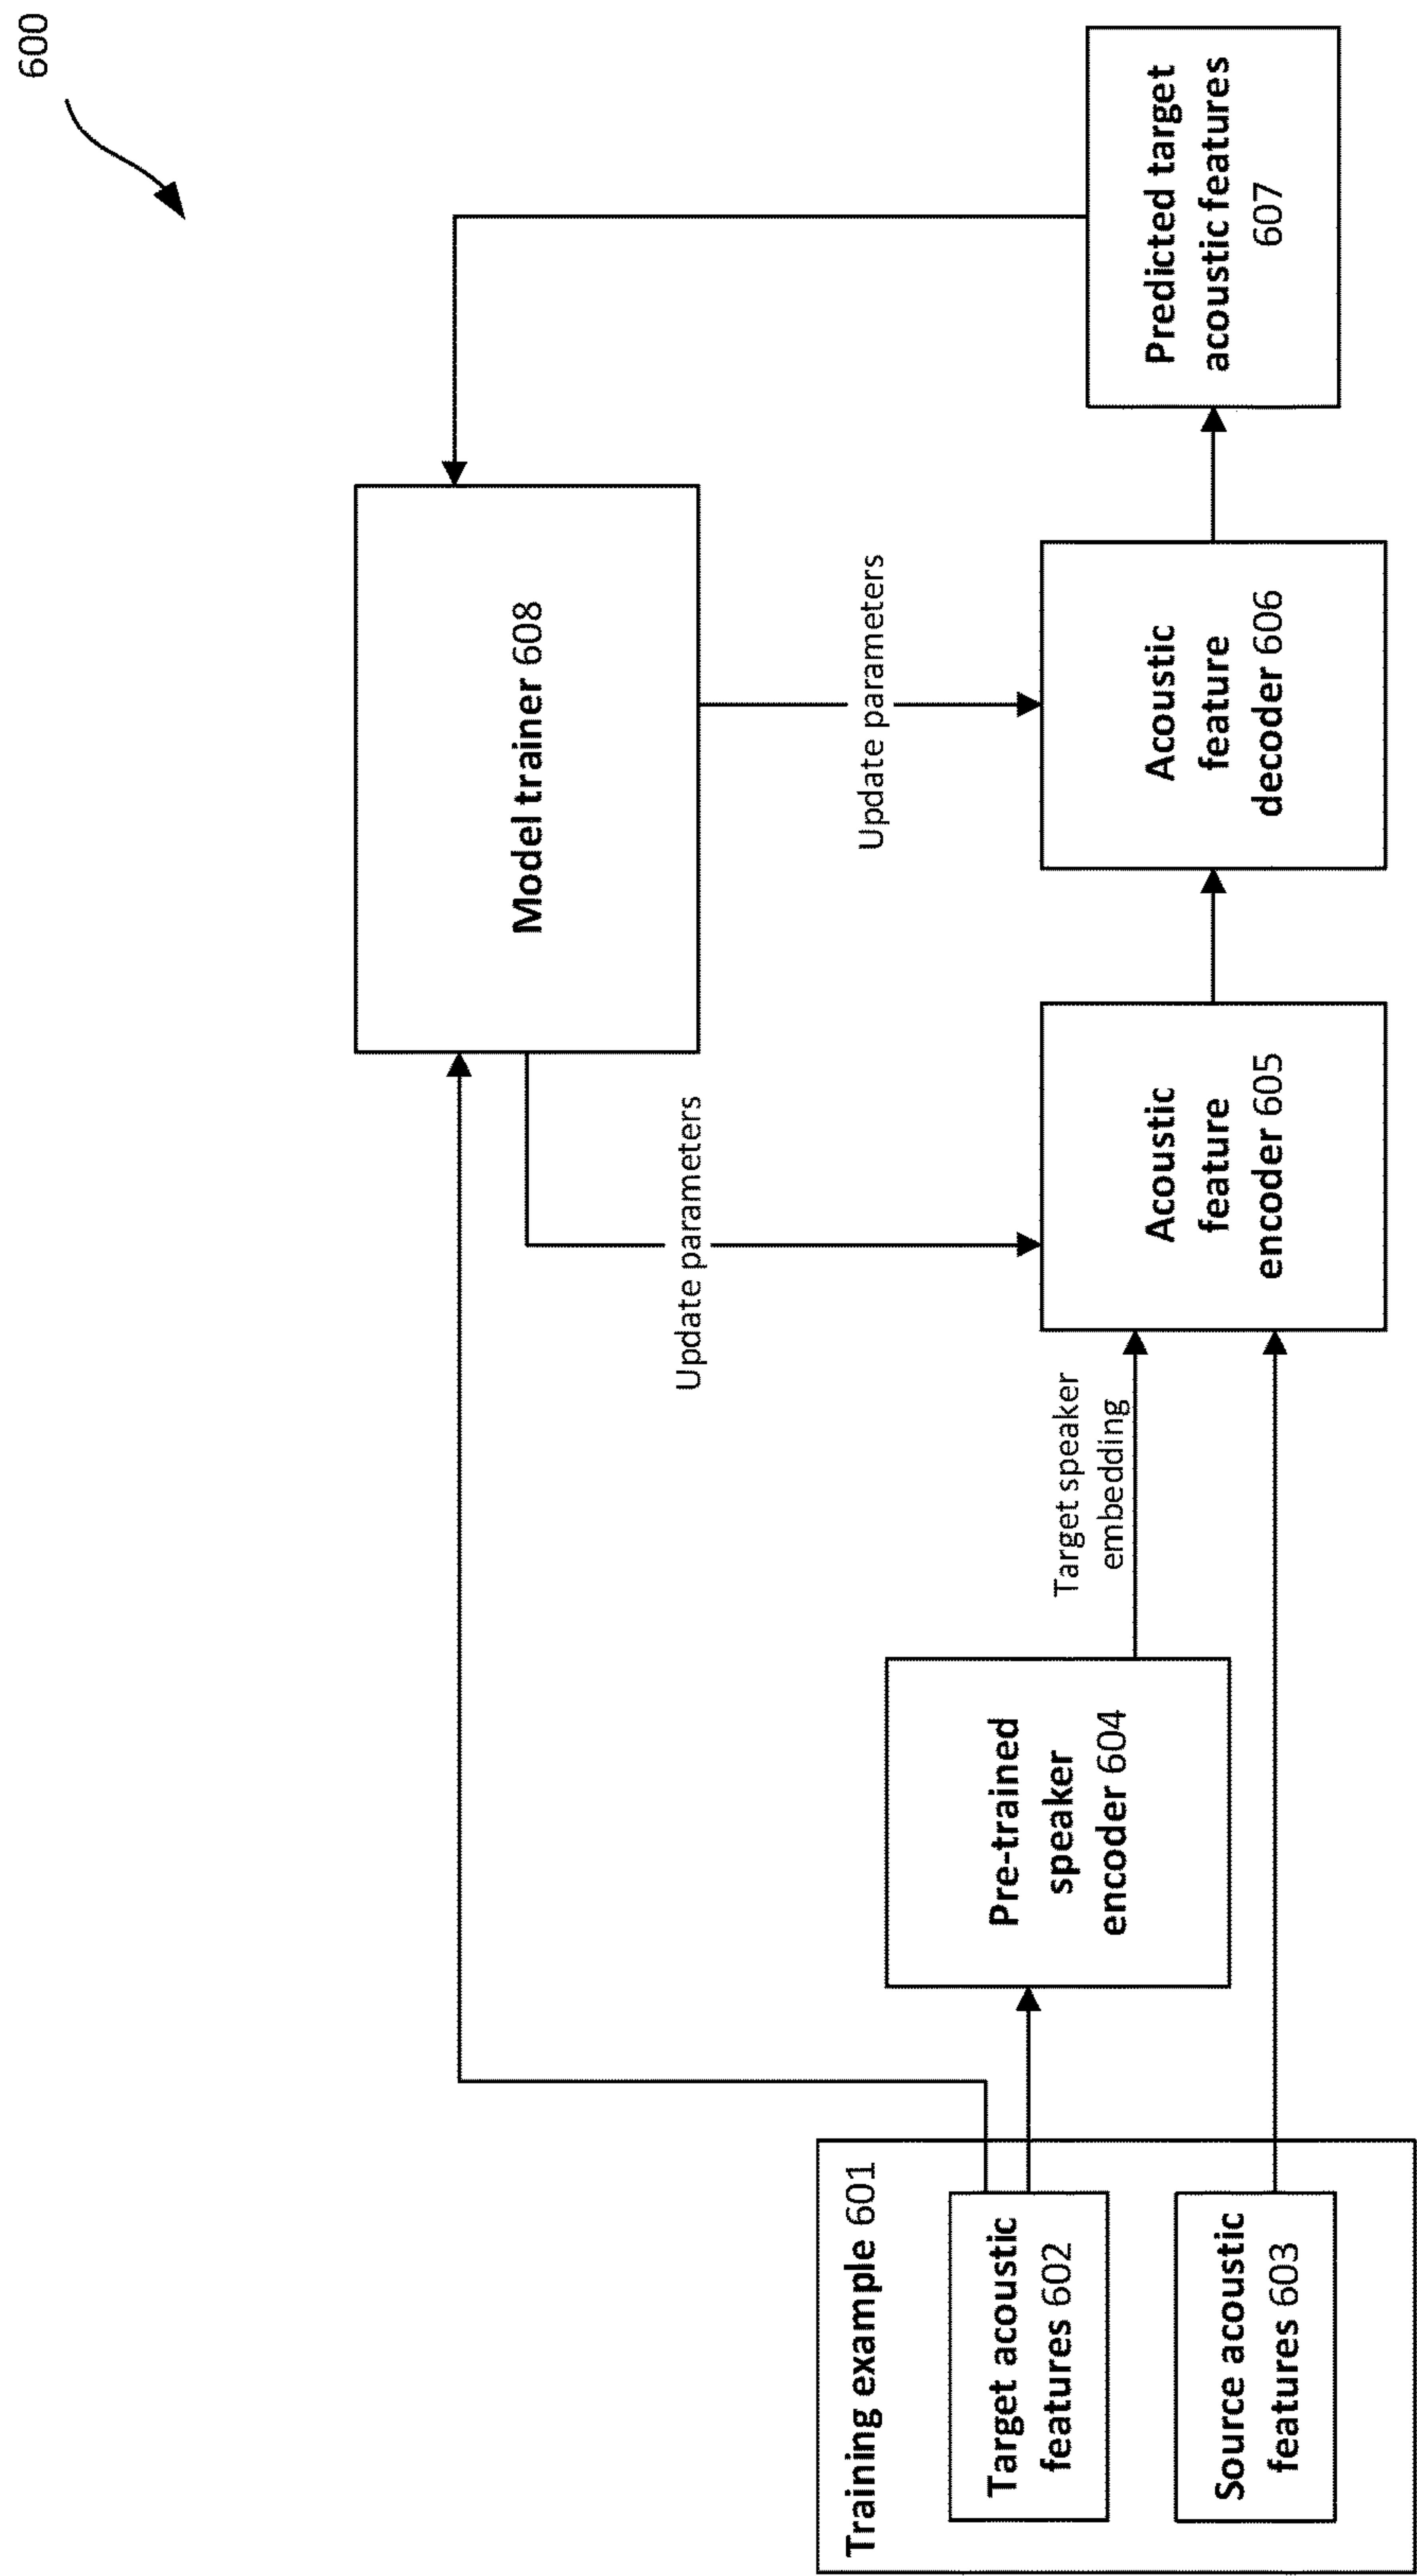 600
Training example 601
Target acoustic
features 602
Source acoustic
features 603
Pre-trained
speaker
encoder 604
Target speaker
embedding
Update parameters
Acoustic
feature
encoder 605
Model trainer 608
Update parameters
Acoustic
feature
decoder 606
Predicted target
acoustic features
607